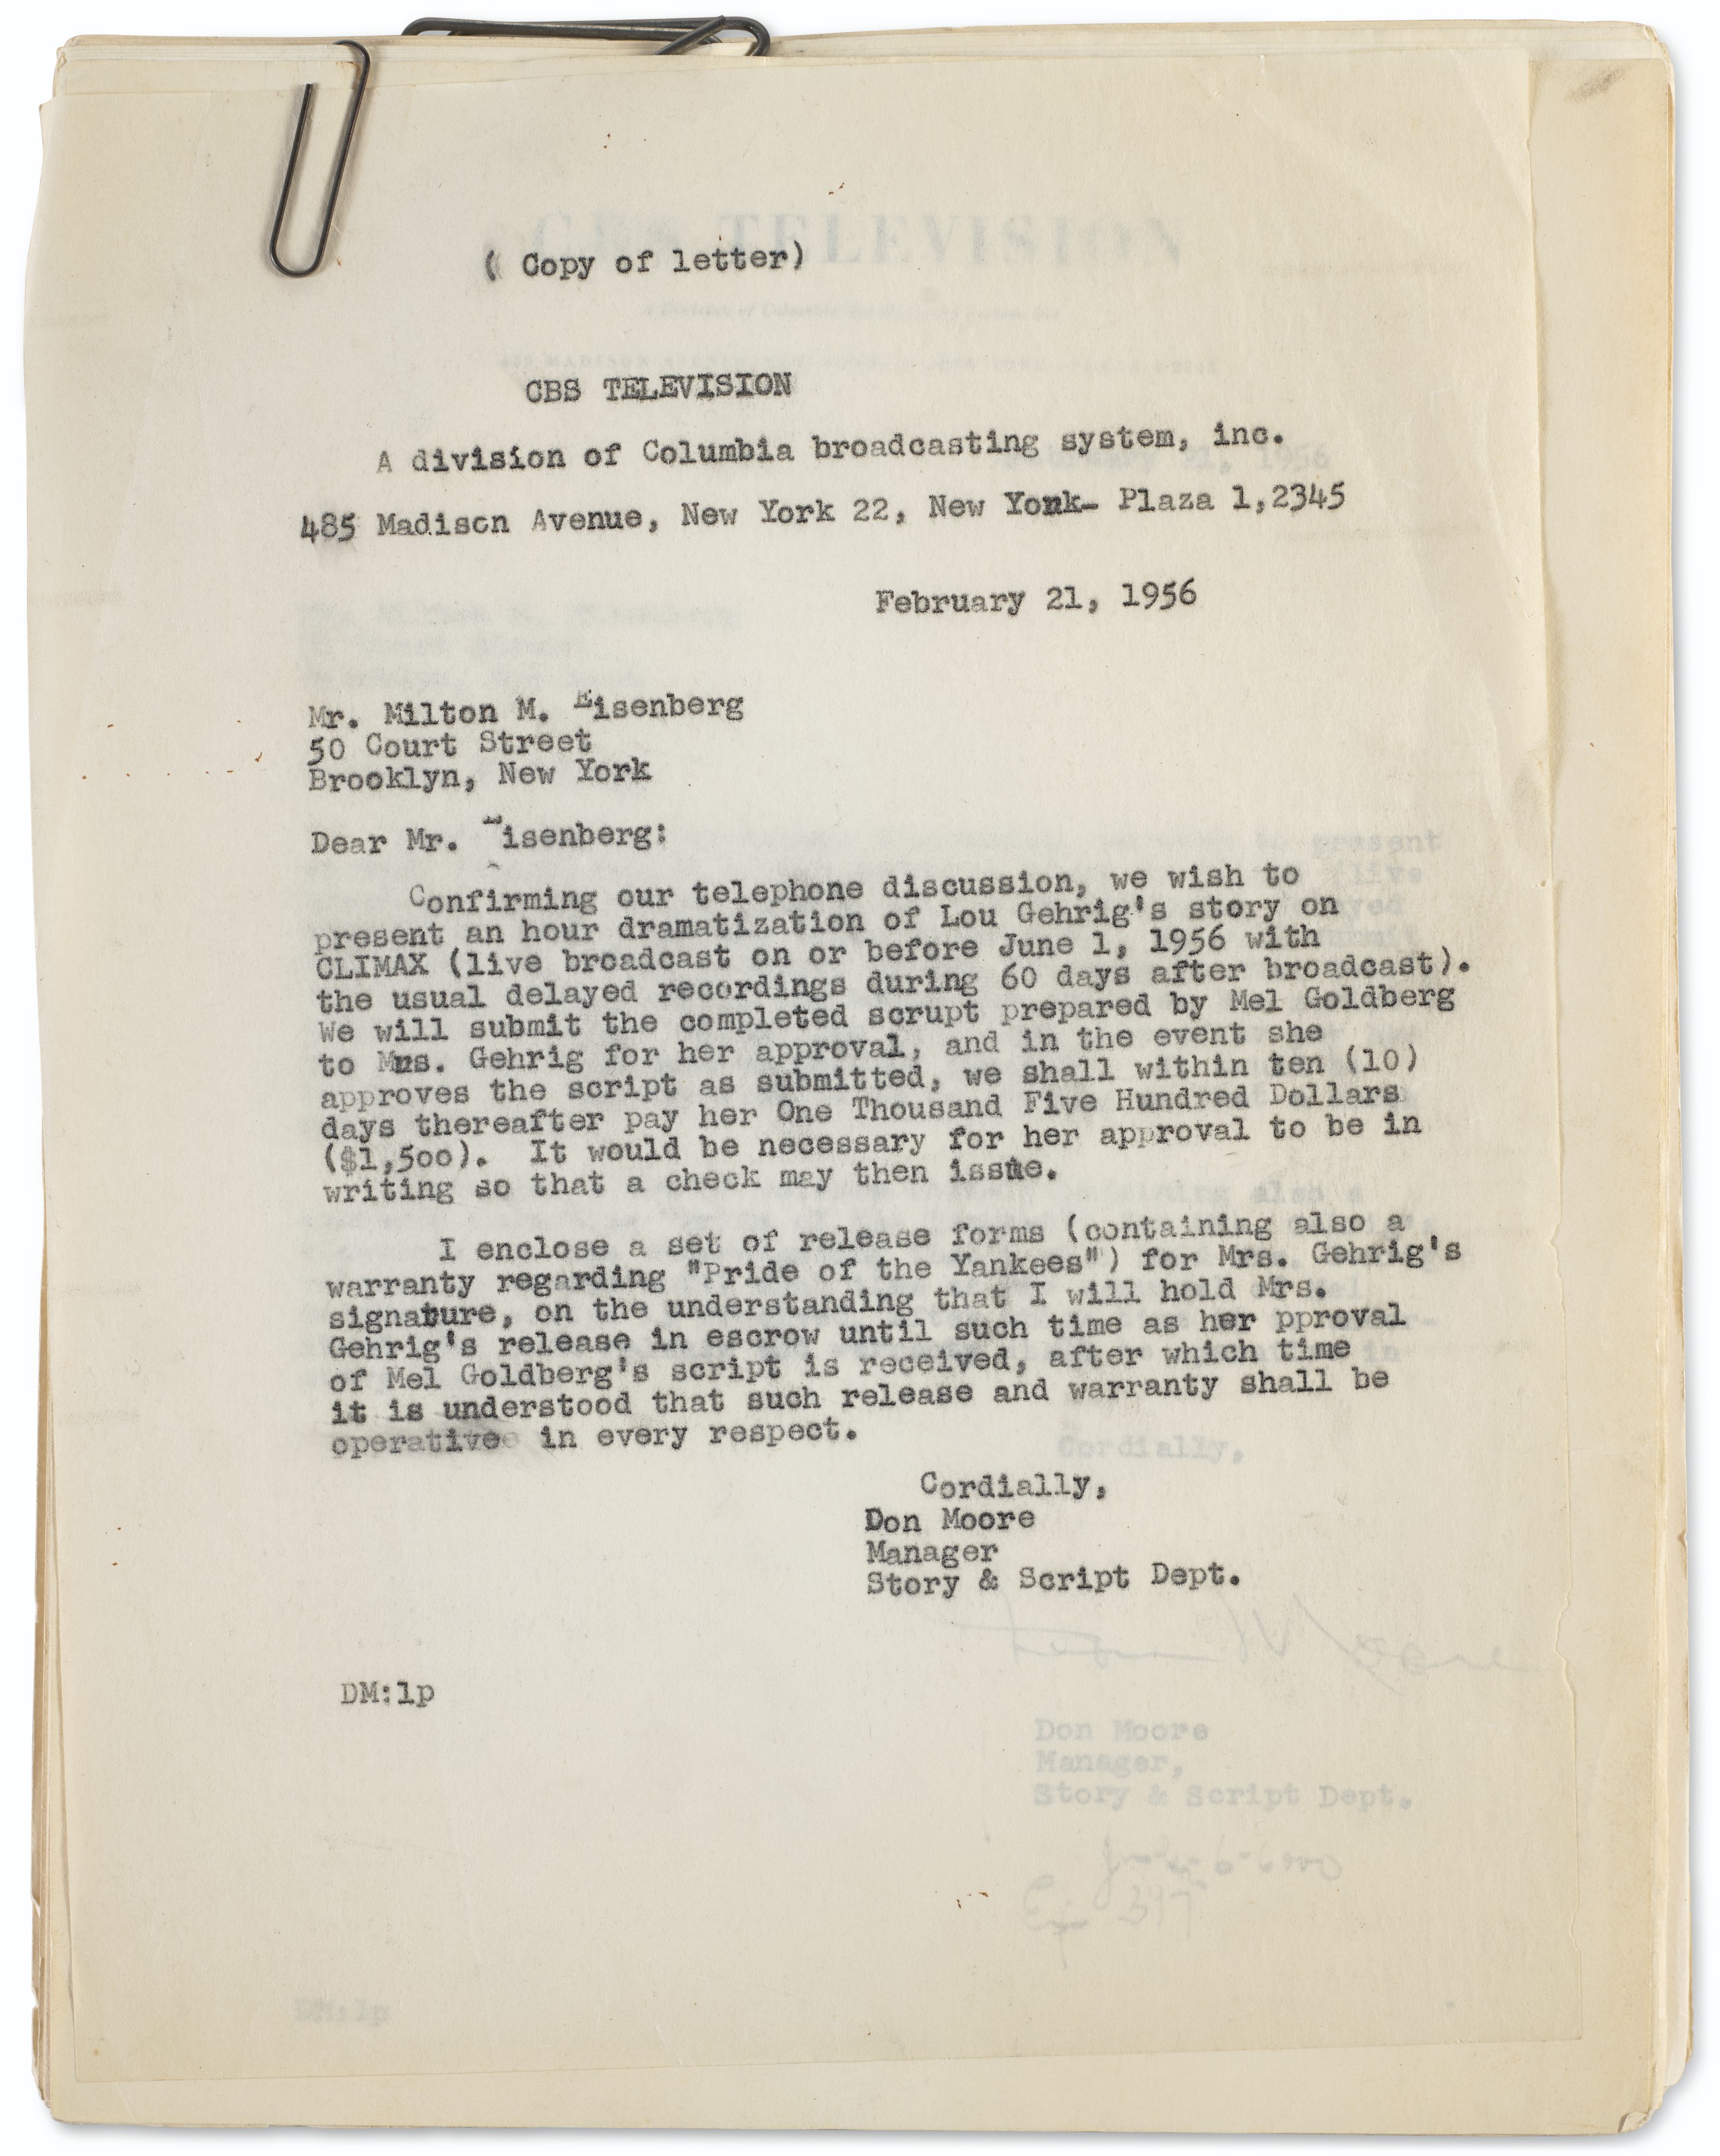 ( Copy of letter)
CBS TELEVISION
A division of Columbia broadcasting system, inc.
485 Madison Avenue, New York 22, New York- Plaza 1,2345
February 21, 1956
Mr. Milton M. Eisenberg
50 Court Street
Brooklyn, New York
Dear Mr. Eisenberg:
Confirming our telephone discussion, we wish to
present an hour dramatization of Lou Gehrig's story on
CLIMAX (live broadcast on or before June 1, 1956 with
the usual delayed recordings during 60 days after broadcast).
We will submit the completed scrupt prepared by Mel Goldberg
to Mrs. Gehrig for her approval, and in the event she
approves the script as submitted, we shall within ten (10)
days thereafter pay her One Thousand Five Hundred Dollars
($1,5oo). It would be necessary for her approval to be in
writing so that a check may then issue.
I enclose a set of release forms (containing also a
warranty regarding "Pride of the Yankees") for Mrs. Gehrig's
signature, on the understanding that I will hold Mrs.
Gehrig's release in escrow until such time as her pproval
of Mel Goldberg's script is received, after which time
it is understood that such release and warranty shall be
operative in every respect.
Cordially,
Don Moore
Manager
Story & Script Dept.
DM:lp
Don Moore
Manager,
Story & Script Dept.
DM:lp